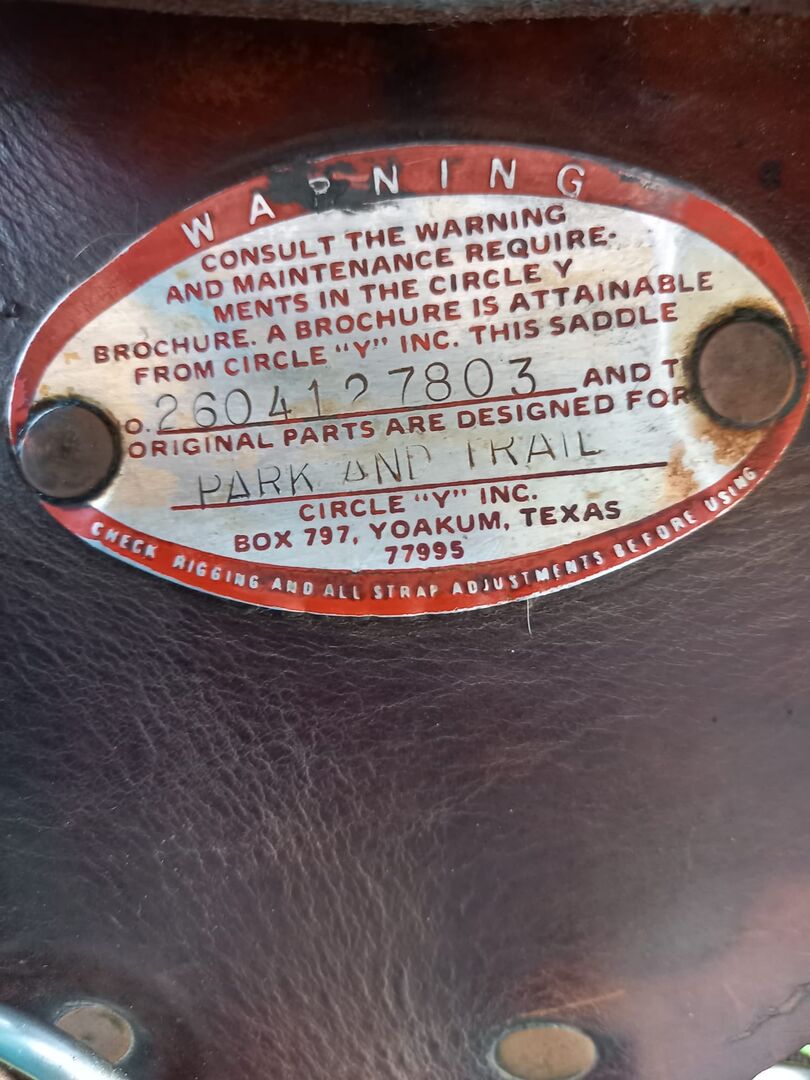 WARNING
CONSULT THE WARNING
AND MAINTENANCE REQUIRE-
MENTS IN THE CIRCLE Y
BROCHURE. A BROCHURE IS ATTAINABLE
FROM CIRCLE "Y" INC. THIS SADDLE
O. 2604127803 AND T
ORIGINAL PARTS ARE DESIGNED FOR
PARK AND TRAIL
CIRCLE "Y" INC.
BOX 797, YOAKUM, TEXAS
77995
CHECK RIGGING AND ALL STRAP ADJUSTMENTS BEFORE USING